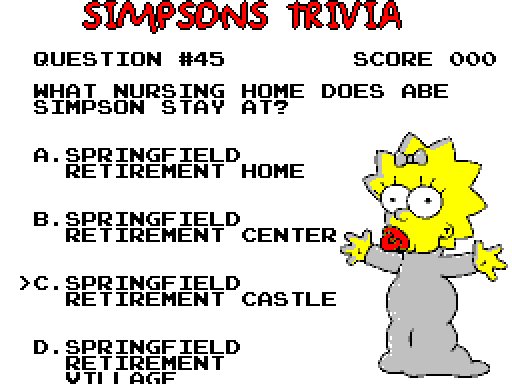 SIMPSONS TRIVIA
QUESTION #45 SCORE 000
WHAT NURSING HOME DOES ABE
SIMPSON STAY AT?
A.SPRINGFIELD
RETIREMENT HOME
B.SPRINGFIELD
RETIREMENT CENTER
>C.SPRINGFIELD
RETIREMENT CASTLE
D.SPRINGFIELD
RETIREMENT
VILLAGE